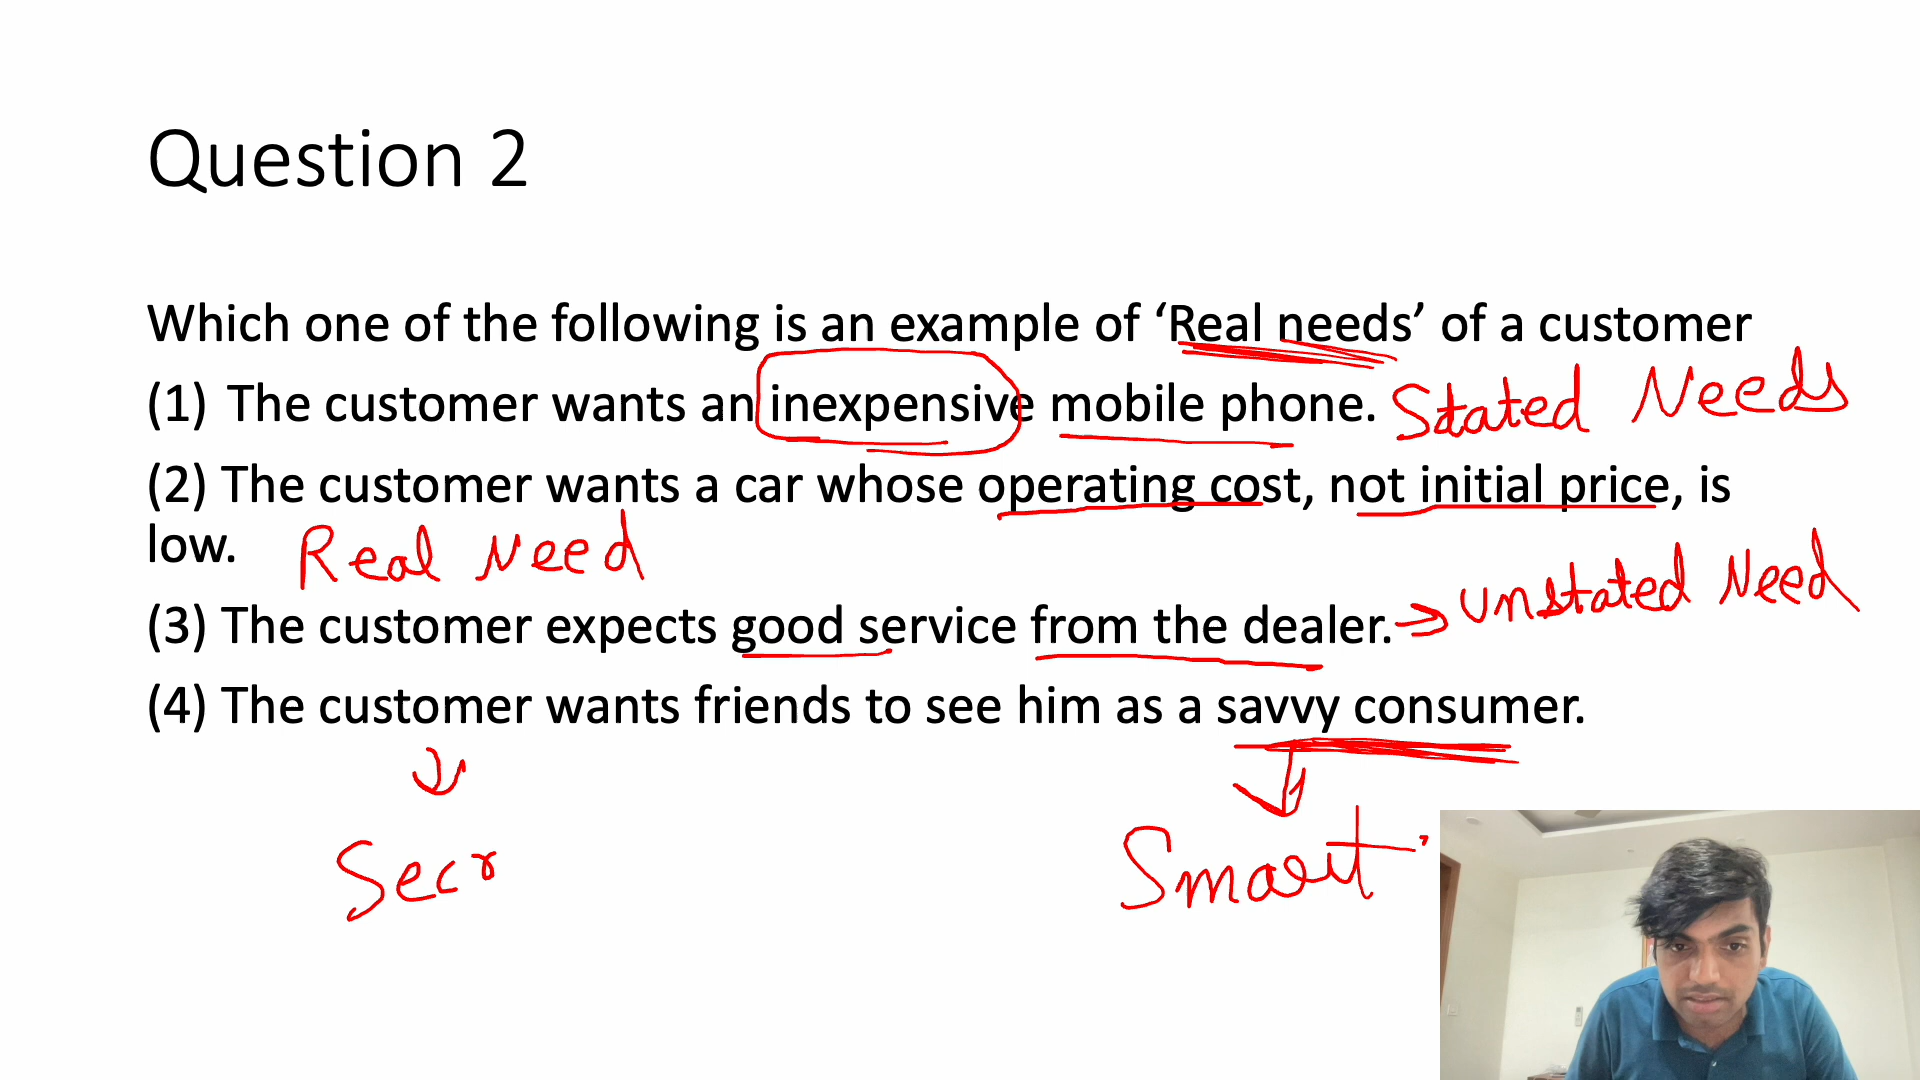 Question 2
Which one of the following is an example of ‘Real needs’ of a customer
(1) The customer wants an inexpensive mobile phone. Stated Needs
(2) The customer wants a car whose operating cost, not initial price, is
low. Real Need
(3) The customer expects good service from the dealer. → Unstated Need
(4) The customer wants friends to see him as a savvy consumer.
Secr Smart